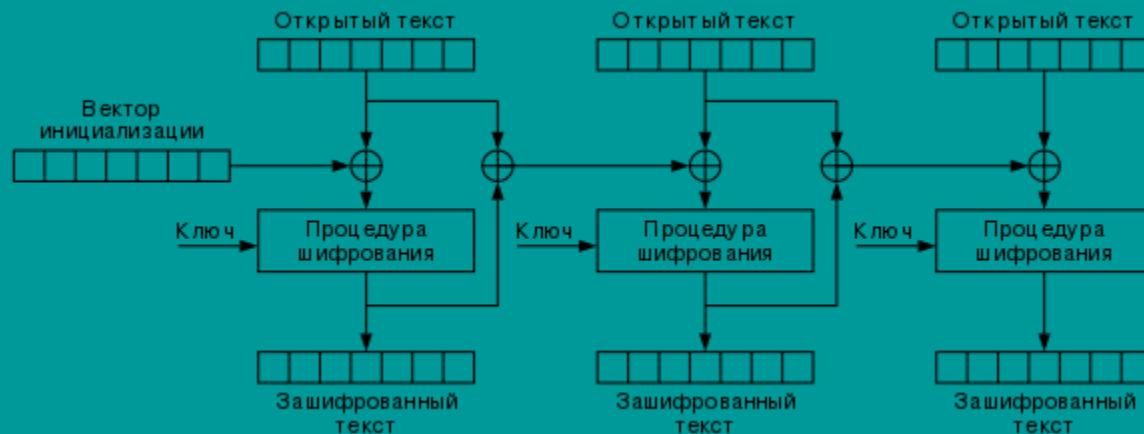 Открытый текст
Открытый текст
Открытый текст
Вектор
инициализации
Ключ
Процедура
шифрования
Ключ
Процедура
шифрования
Ключ
Процедура
шифрования
Зашифрованный
текст
Зашифрованный
текст
Зашифрованный
текст